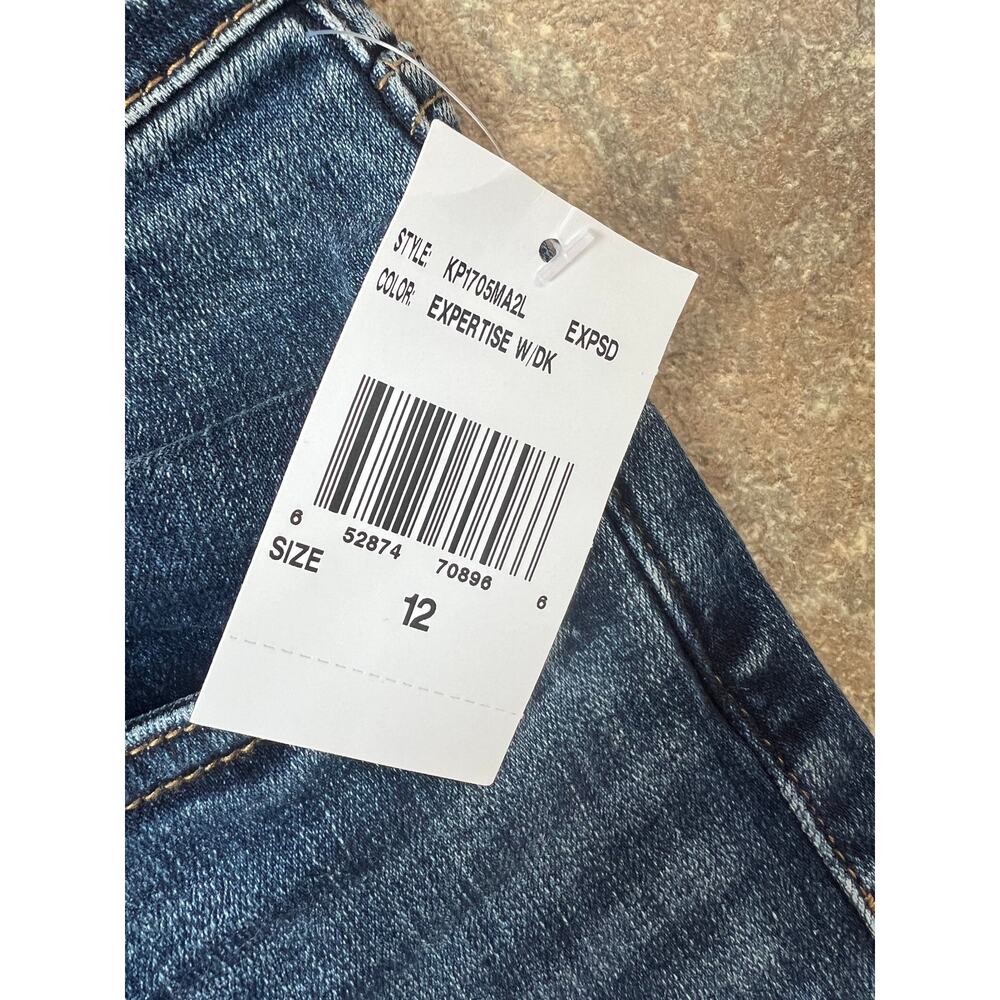 STYLE: KP1705MA2L EXPSD
COLOR: EXPERTISE W/DK
6 52874 70896 6
SIZE 12